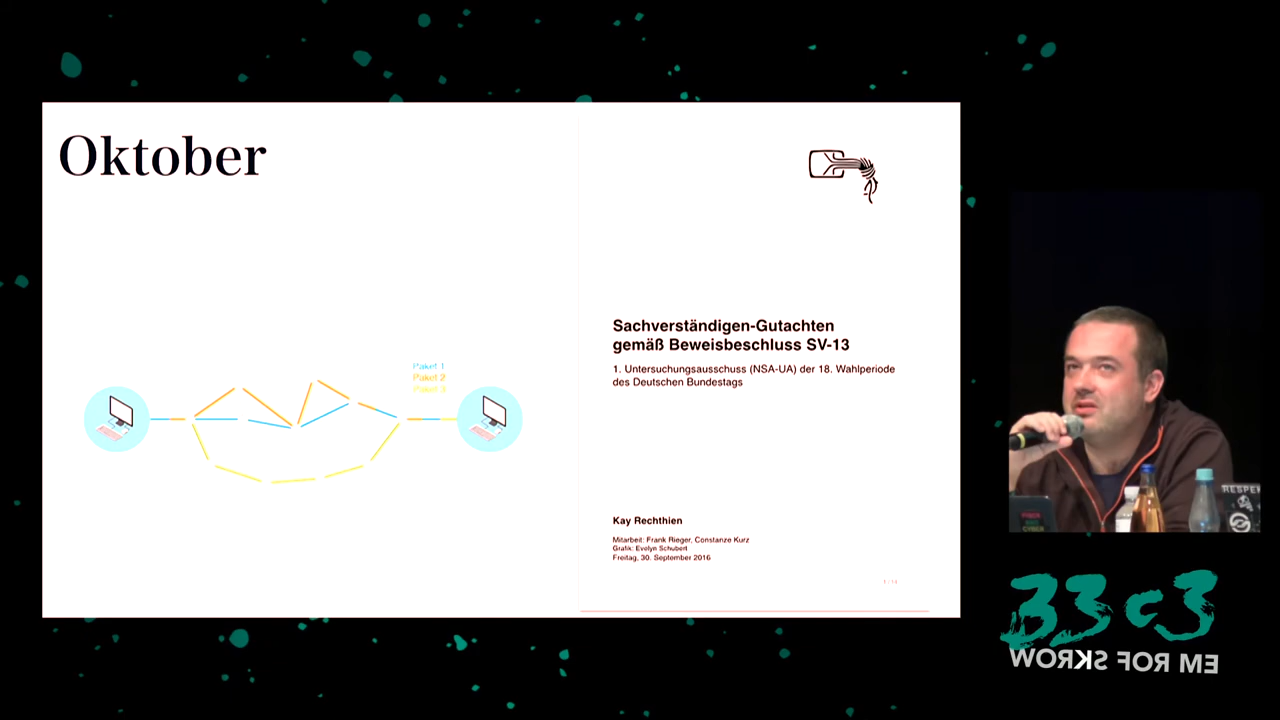 Oktober
Paket 1
Paket 2
Paket 3
Sachverständigen-Gutachten
gemäß Beweisbeschluss SV-13
1. Untersuchungsausschuss (NSA-UA) der 18. Wahlperiode
des Deutschen Bundestags
Kay Rechthien
Mitarbeit: Frank Rieger, Constanze Kurz
Grafik: Evelyn Schubert
Freitag, 30. September 2016
33c3
WORKS FOR ME